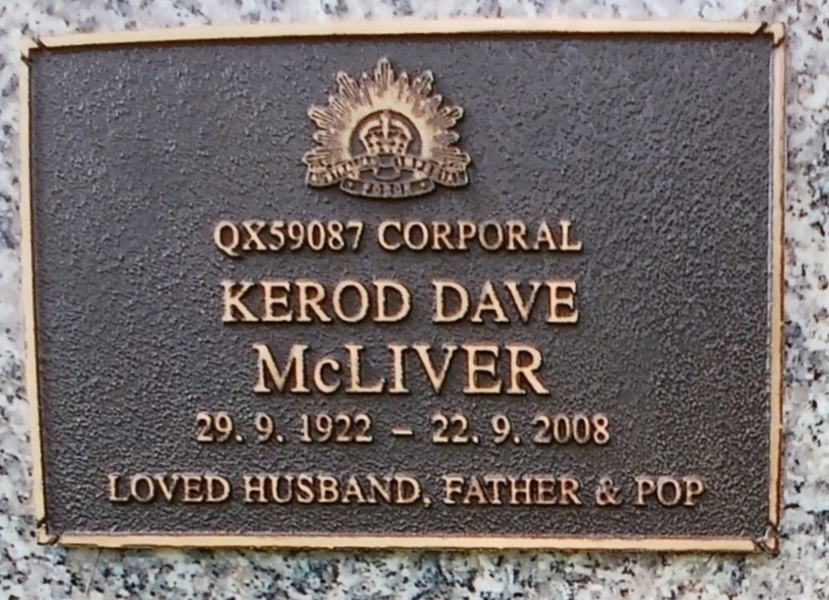 QX59087 CORPORAL
KEROD DAVE
McLIVER
29. 9. 1922 – 22. 9. 2008
LOVED HUSBAND, FATHER & POP